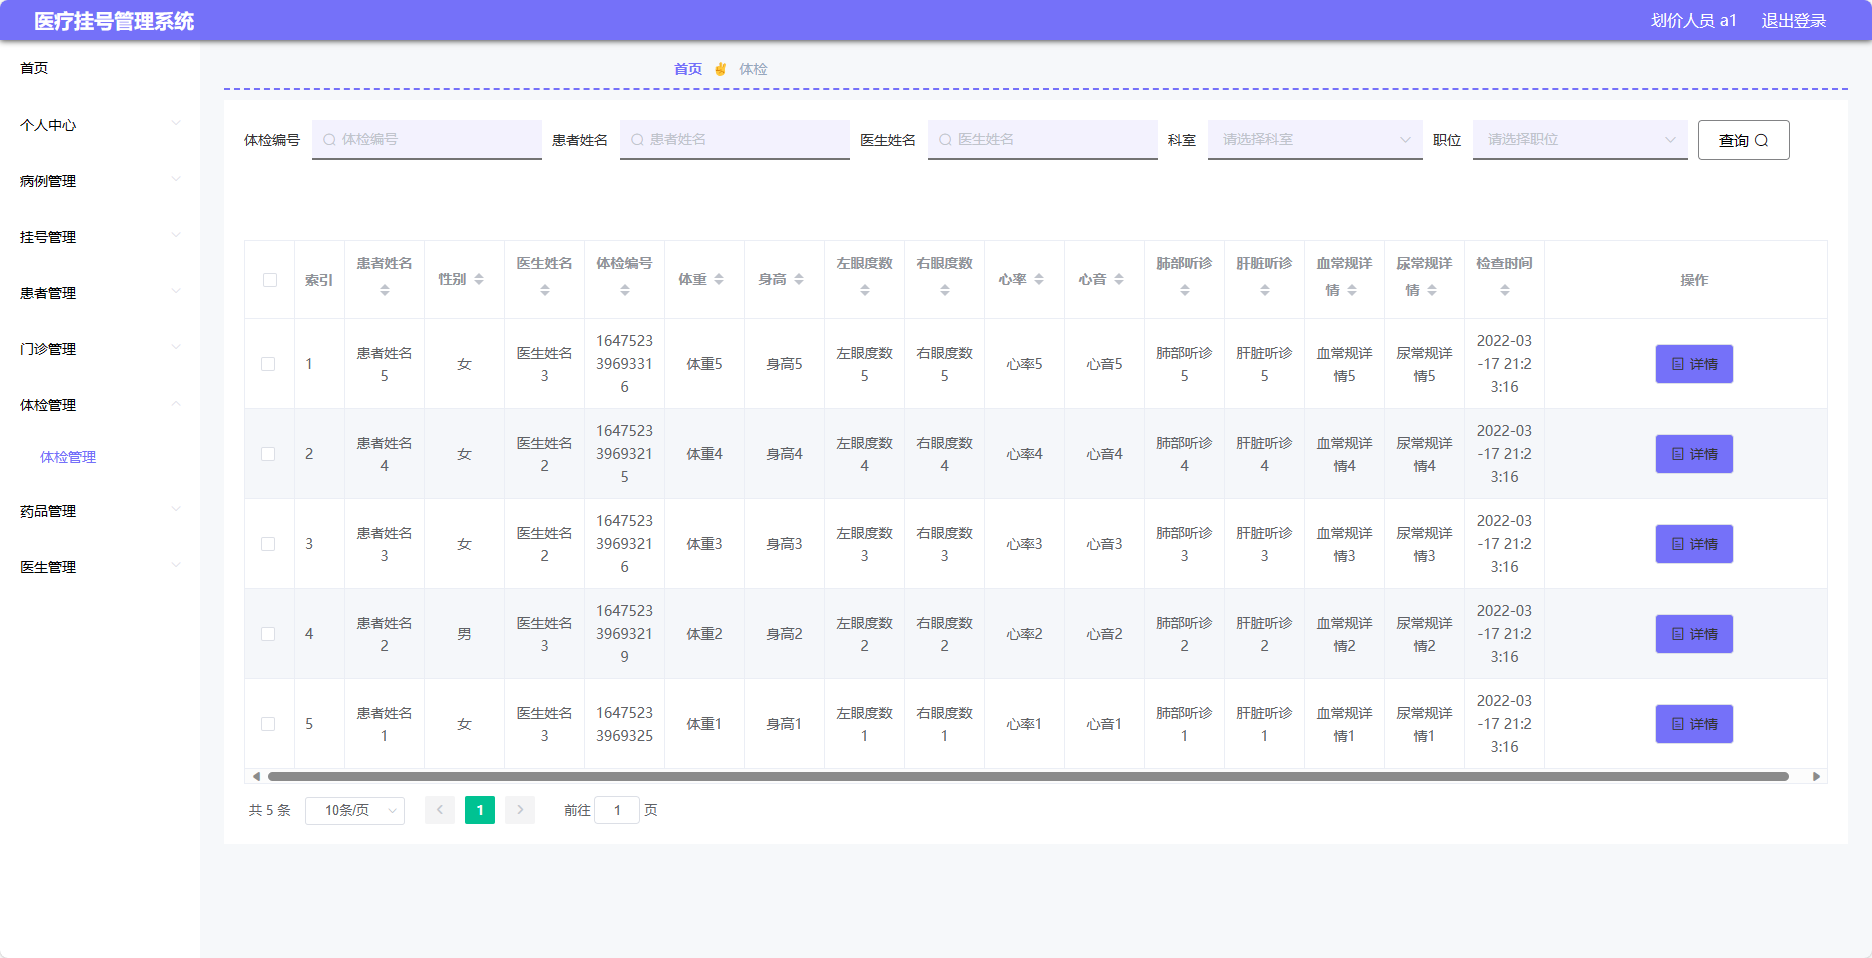 医疗挂号管理系统
划价人员 a1 退出登录
首页
个人中心
病例管理
挂号管理
患者管理
门诊管理
体检管理
体检管理
药品管理
医生管理
首页 ✌ 体检
体检编号 体检编号 患者姓名 患者姓名 医生姓名 医生姓名 科室 请选择科室 职位 请选择职位 查询
索引 患者姓名 性别 医生姓名 体检编号 体重 身高 左眼度数 右眼度数 心率 心音 肺部听诊 肝脏听诊 血常规详情 尿常规详情 检查时间 操作
1 患者姓名5 女 医生姓名3 164752339693316 体重5 身高5 左眼度数5 右眼度数5 心率5 心音5 肺部听诊5 肝脏听诊5 血常规详情5 尿常规详情5 2022-03-17 21:23:16 详情
2 患者姓名4 女 医生姓名2 164752339693215 体重4 身高4 左眼度数4 右眼度数4 心率4 心音4 肺部听诊4 肝脏听诊4 血常规详情4 尿常规详情4 2022-03-17 21:23:16 详情
3 患者姓名3 女 医生姓名2 164752339693216 体重3 身高3 左眼度数3 右眼度数3 心率3 心音3 肺部听诊3 肝脏听诊3 血常规详情3 尿常规详情3 2022-03-17 21:23:16 详情
4 患者姓名2 男 医生姓名3 164752339693219 体重2 身高2 左眼度数2 右眼度数2 心率2 心音2 肺部听诊2 肝脏听诊2 血常规详情2 尿常规详情2 2022-03-17 21:23:16 详情
5 患者姓名1 女 医生姓名3 16475233969325 体重1 身高1 左眼度数1 右眼度数1 心率1 心音1 肺部听诊1 肝脏听诊1 血常规详情1 尿常规详情1 2022-03-17 21:23:16 详情
共 5 条 10条/页 1 前往 1 页